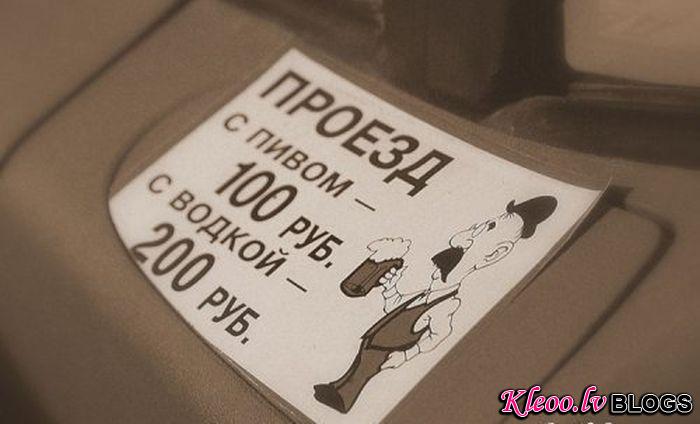 ПРОЕЗД
С ПИВОМ –
100 РУБ.
С ВОДКОЙ –
200 РУБ.
Kleoo.lv BLOGS